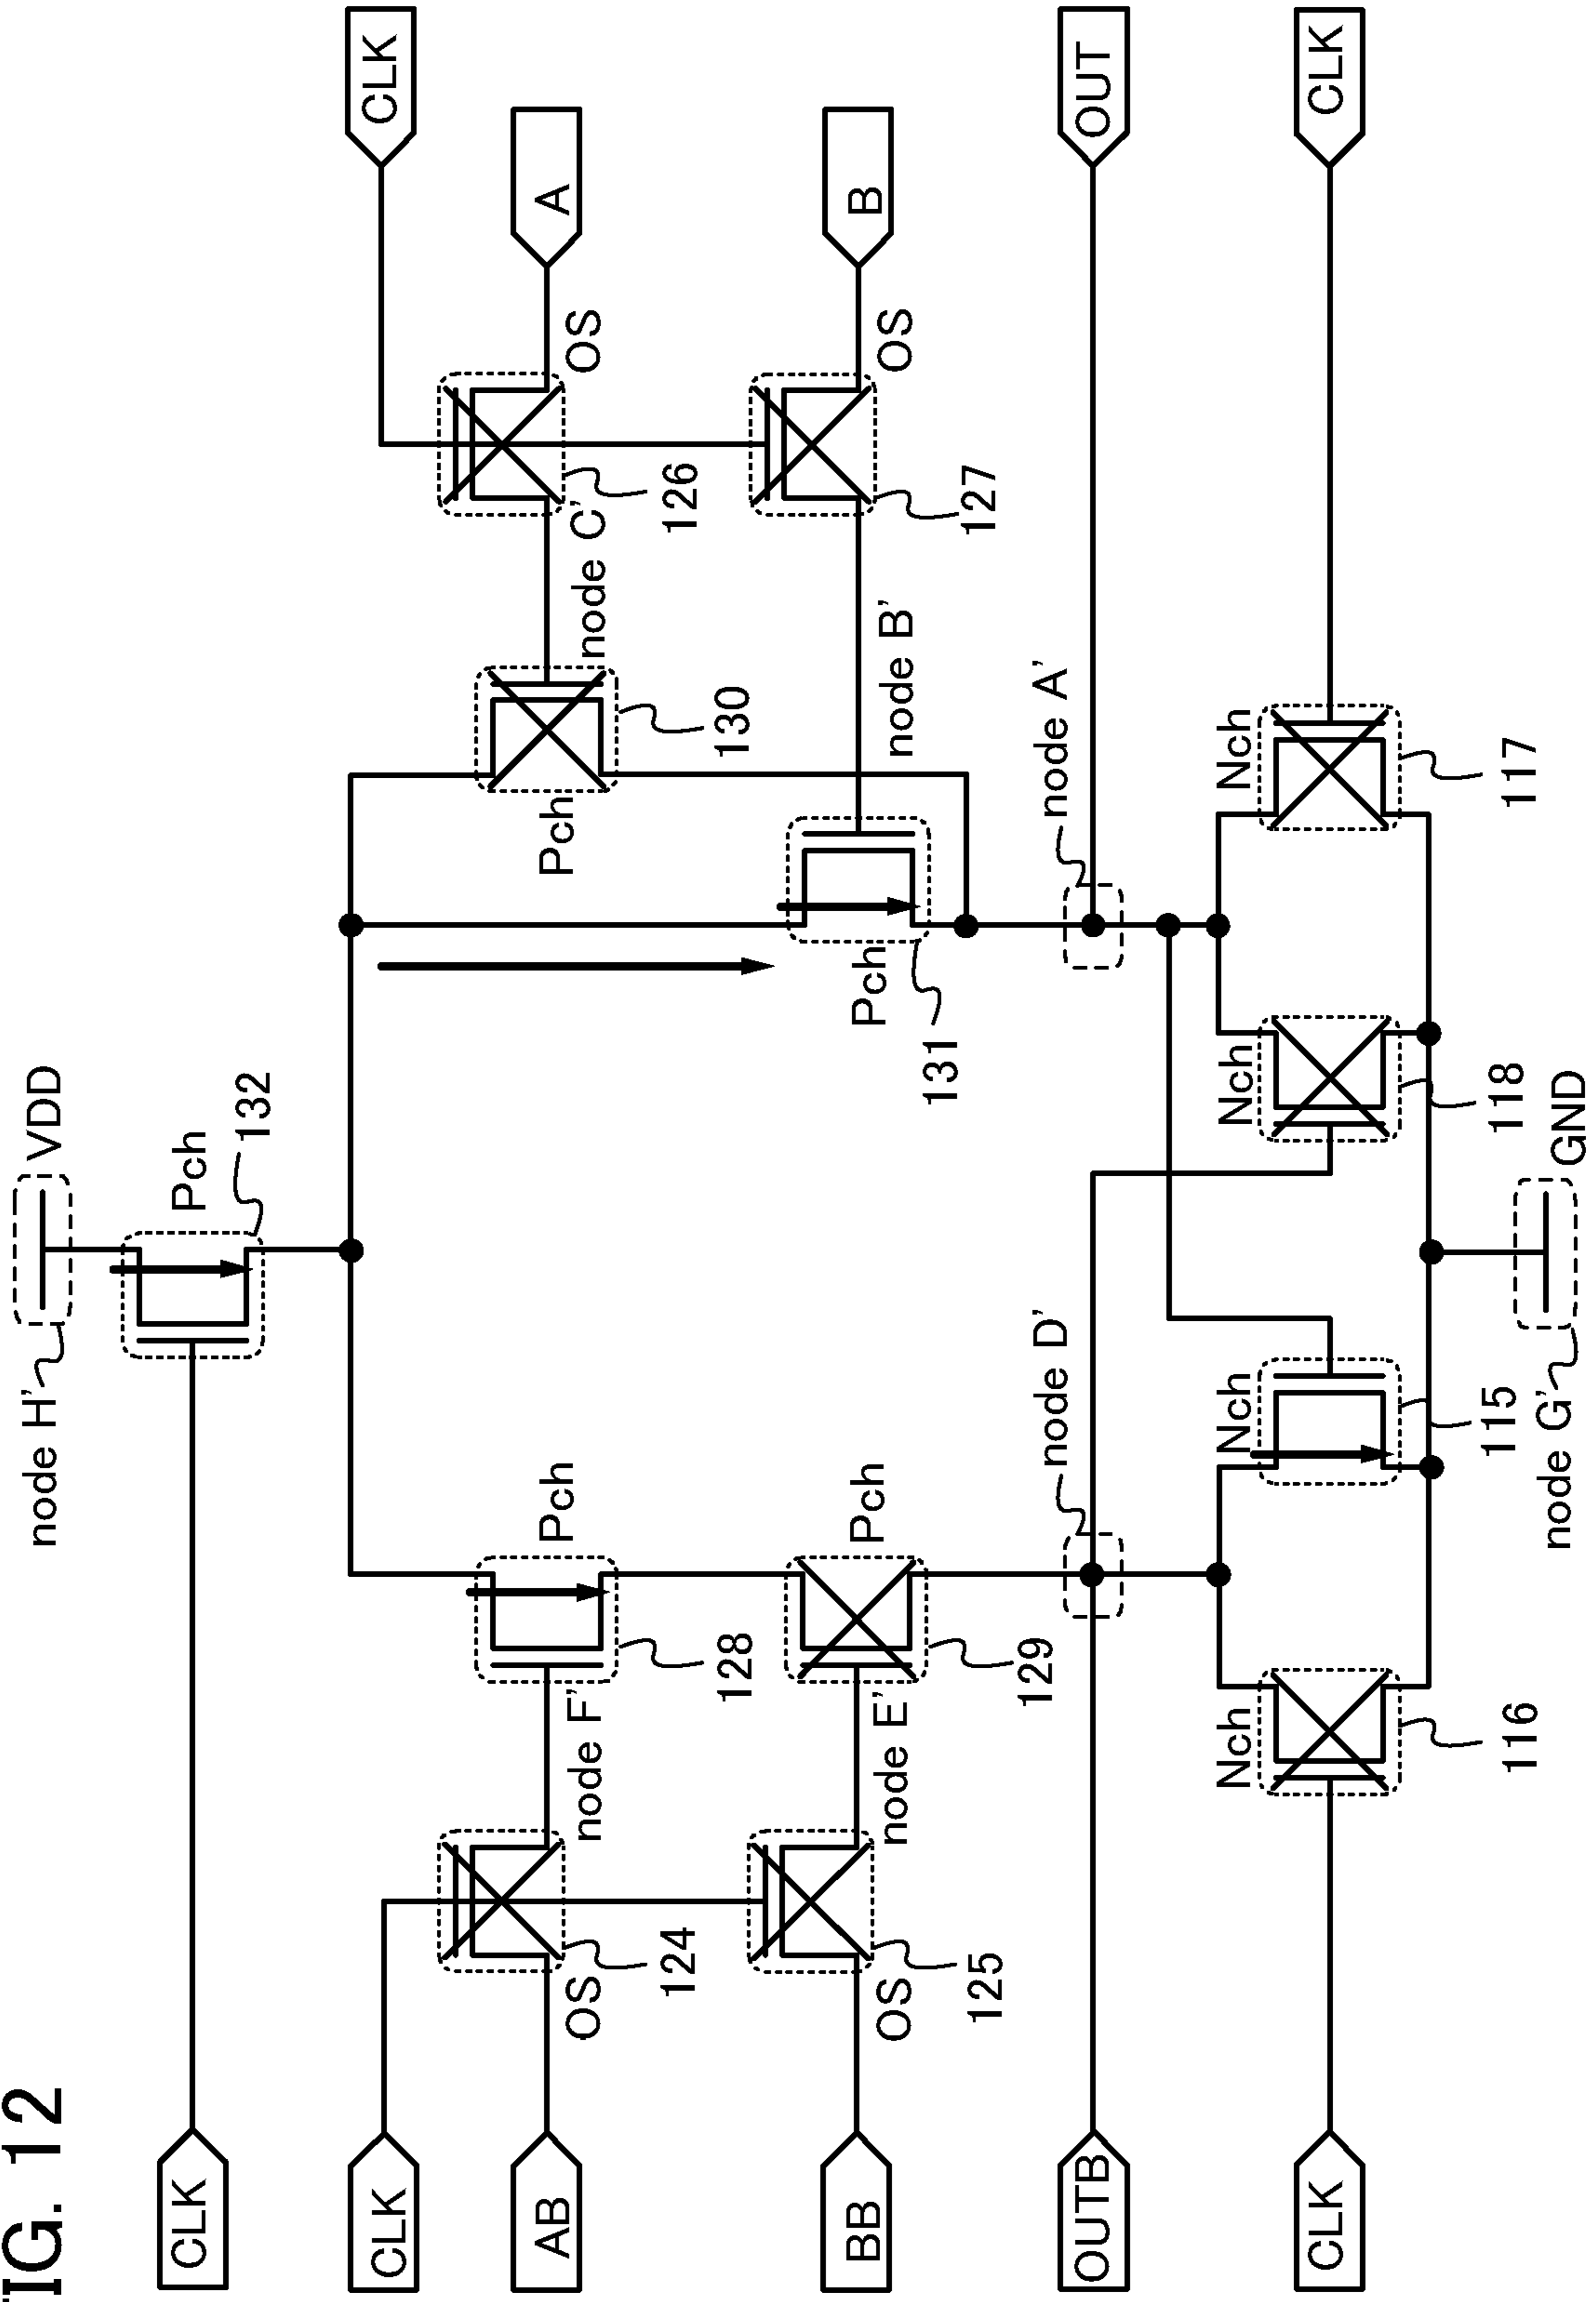 FIG. 12
node H'
VDD
Pch
132
CLK
CLK
CLK
AB
OS
124
node F'
Pch
128
Pch
130
node C'
126
OS
A
BB
OS
125
node E'
Pch
129
Pch
131
node B'
127
OS
B
OUTB
node D'
node A'
OUT
CLK
Nch
116
Nch
115
Nch
118
Nch
117
CLK
node G'
GND